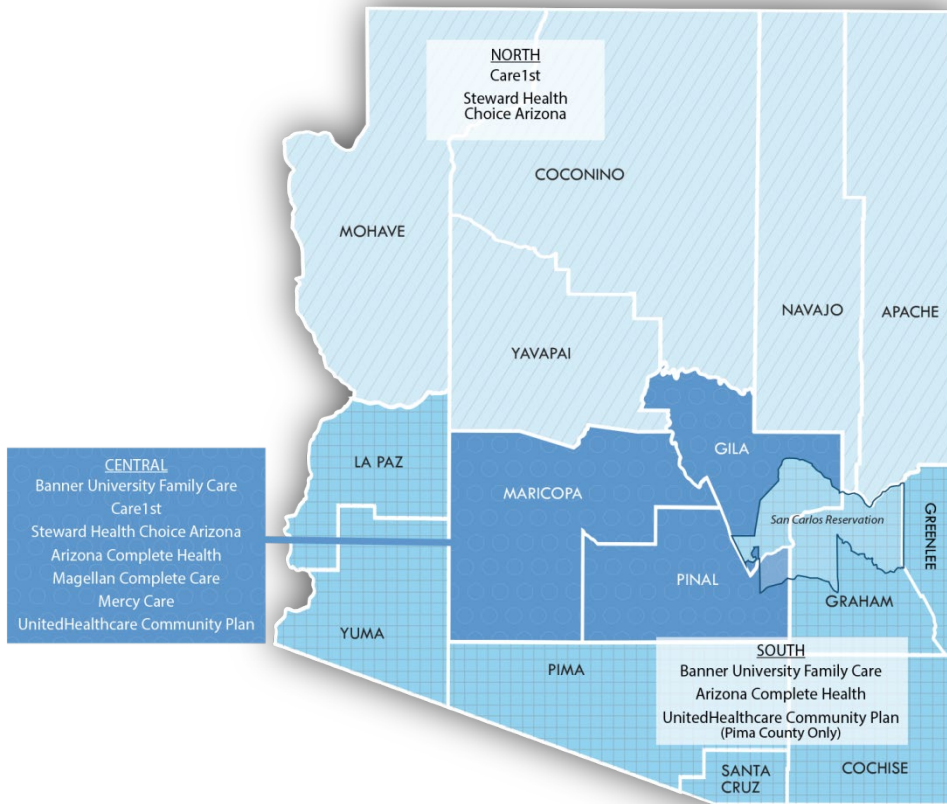 NORTH
Care1st
Steward Health
Choice Arizona
COCONINO
MOHAVE
NAVAJO
APACHE
YAVAPAI
GILA
LA PAZ
CENTRAL
Banner University Family Care
Care1st
Steward Health Choice Arizona
Arizona Complete Health
Magellan Complete Care
Mercy Care
UnitedHealthcare Community Plan
MARICOPA
San Carlos Reservation
GREENLEE
PINAL
GRAHAM
YUMA
PIMA
SOUTH
Banner University Family Care
Arizona Complete Health
UnitedHealthcare Community Plan
(Pima County Only)
SANTA
CRUZ
COCHISE